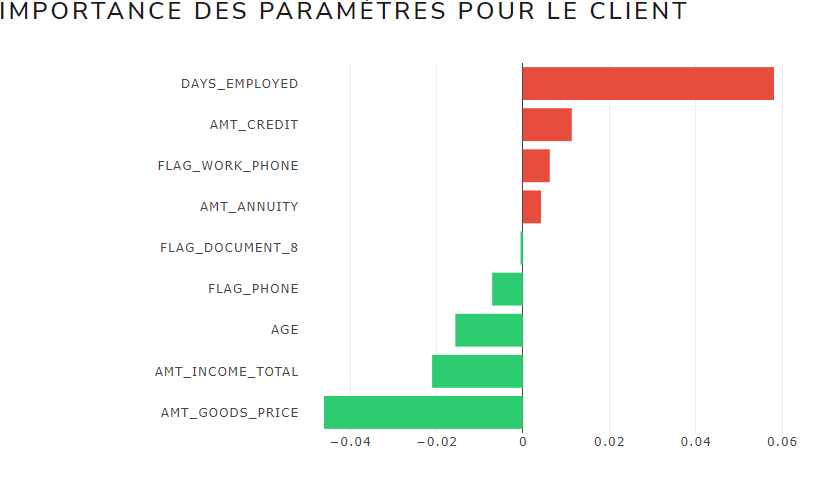 IMPORTANCE DES PARAMÈTRES POUR LE CLIENT
DAYS_EMPLOYED
AMT_CREDIT
FLAG_WORK_PHONE
AMT_ANNUITY
FLAG_DOCUMENT_8
FLAG_PHONE
AGE
AMT_INCOME_TOTAL
AMT_GOODS_PRICE
−0.04 −0.02 0 0.02 0.04 0.06